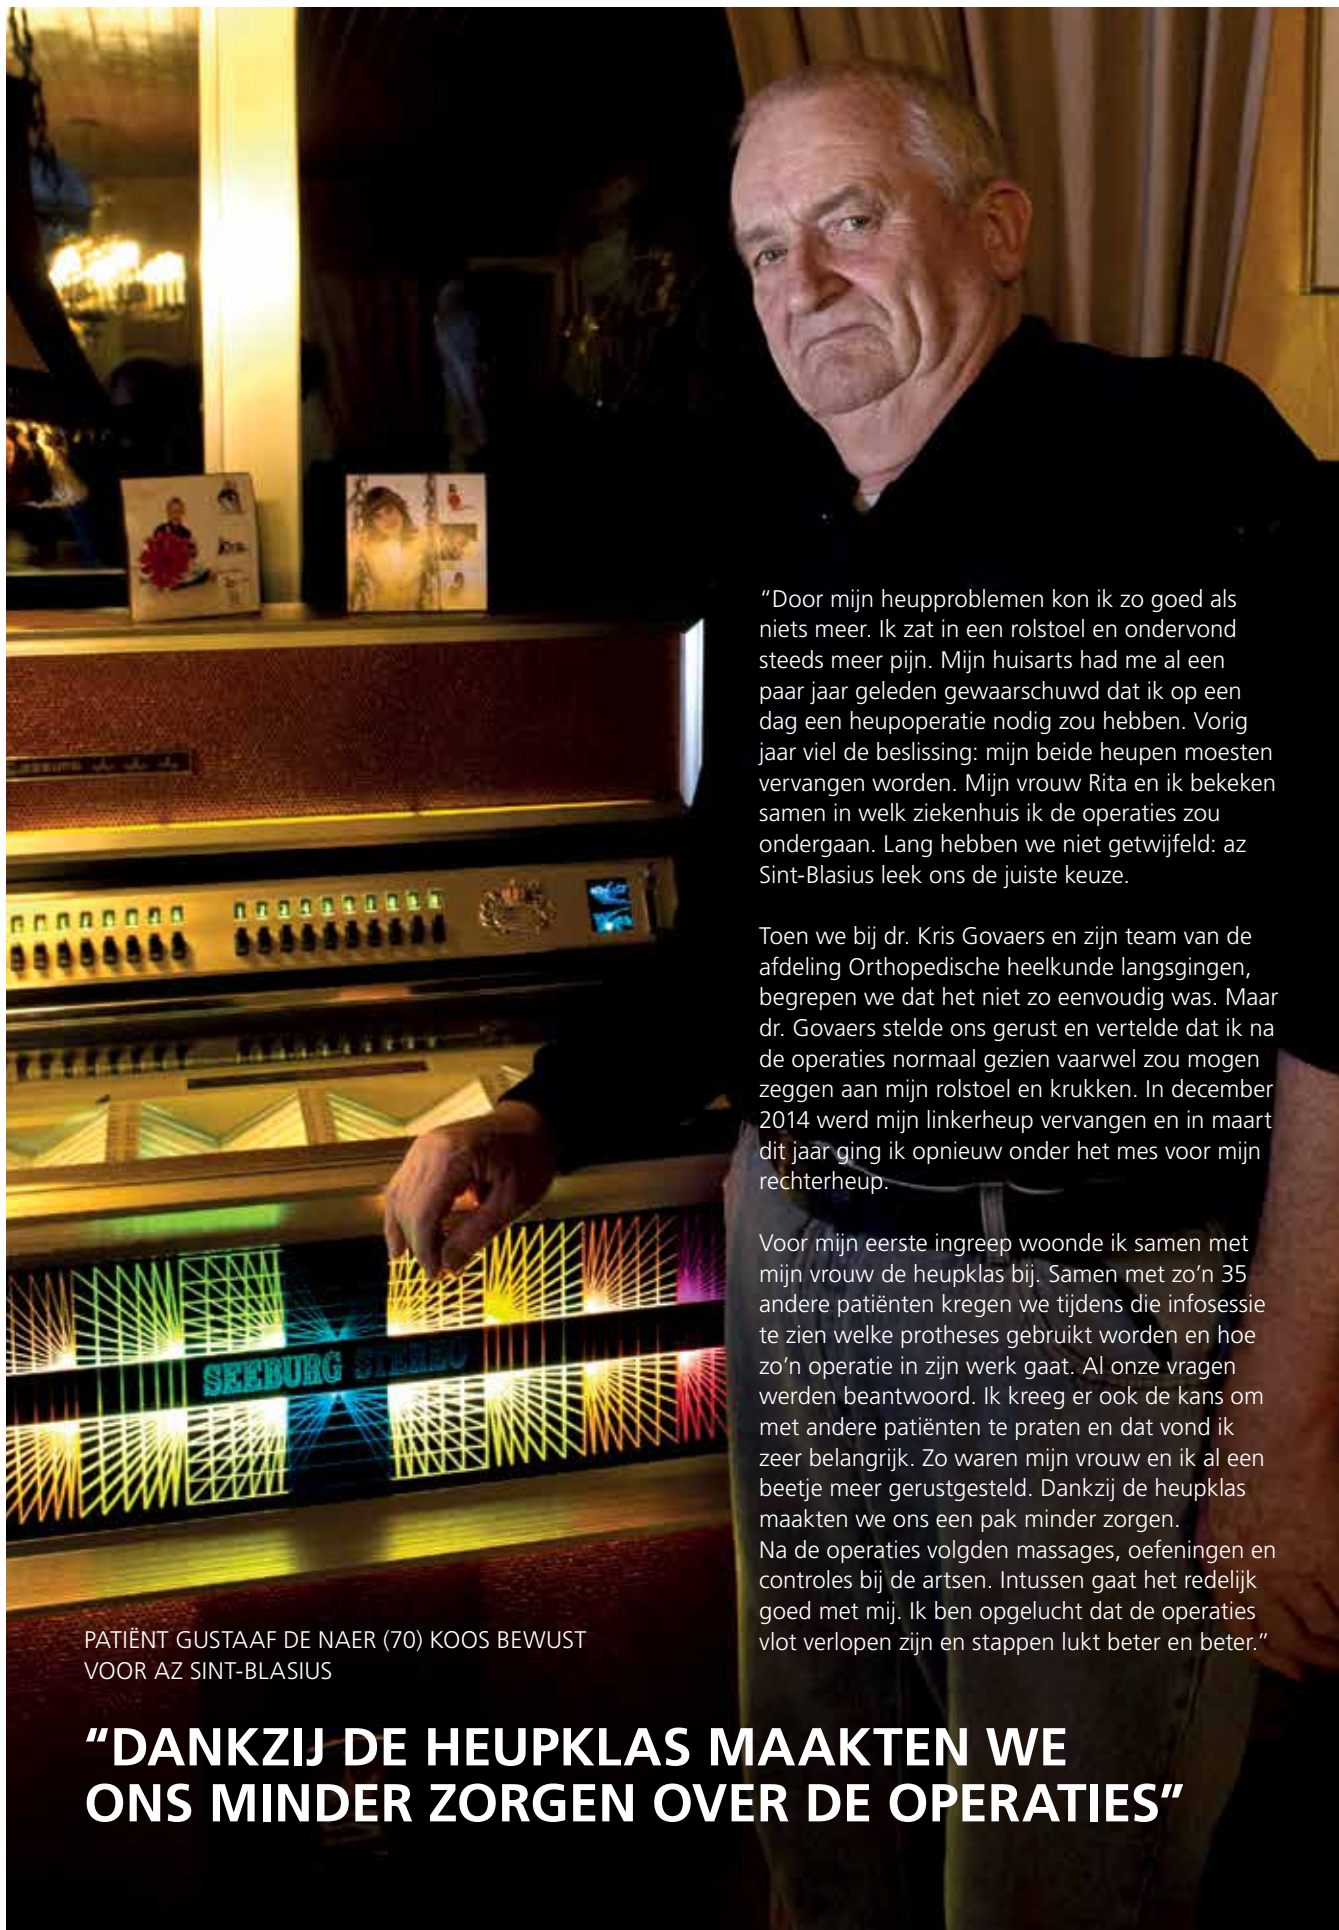 “Door mijn heupproblemen kon ik zo goed als
niets meer. Ik zat in een rolstoel en ondervond
steeds meer pijn. Mijn huisarts had me al een
paar jaar geleden gewaarschuwd dat ik op een
dag een heupoperatie nodig zou hebben. Vorig
jaar viel de beslissing: mijn beide heupen moesten
vervangen worden. Mijn vrouw Rita en ik bekeken
samen in welk ziekenhuis ik de operaties zou
ondergaan. Lang hebben we niet getwijfeld: az
Sint-Blasius leek ons de juiste keuze.
Toen we bij dr. Kris Govaers en zijn team van de
afdeling Orthopedische heelkunde langsgingen,
begrepen we dat het niet zo eenvoudig was. Maar
dr. Govaers stelde ons gerust en vertelde dat ik na
de operaties normaal gezien vaarwel zou mogen
zeggen aan mijn rolstoel en krukken. In december
2014 werd mijn linkerheup vervangen en in maart
dit jaar ging ik opnieuw onder het mes voor mijn
rechterheup.
Voor mijn eerste ingreep woonde ik samen met
mijn vrouw de heupklas bij. Samen met zo’n 35
andere patiënten kregen we tijdens die infosessie
te zien welke protheses gebruikt worden en hoe
zo’n operatie in zijn werk gaat. Al onze vragen
werden beantwoord. Ik kreeg er ook de kans om
met andere patiënten te praten en dat vond ik
zeer belangrijk. Zo waren mijn vrouw en ik al een
beetje meer gerustgesteld. Dankzij de heupklas
maakten we ons een pak minder zorgen.
Na de operaties volgden massages, oefeningen en
controles bij de artsen. Intussen gaat het redelijk
goed met mij. Ik ben opgelucht dat de operaties
vlot verlopen zijn en stappen lukt beter en beter.”
SEEBURG STEREO
PATIËNT GUSTAAF DE NAER (70) KOOS BEWUST
VOOR AZ SINT-BLASIUS
“DANKZIJ DE HEUPKLAS MAAKTEN WE
ONS MINDER ZORGEN OVER DE OPERATIES”